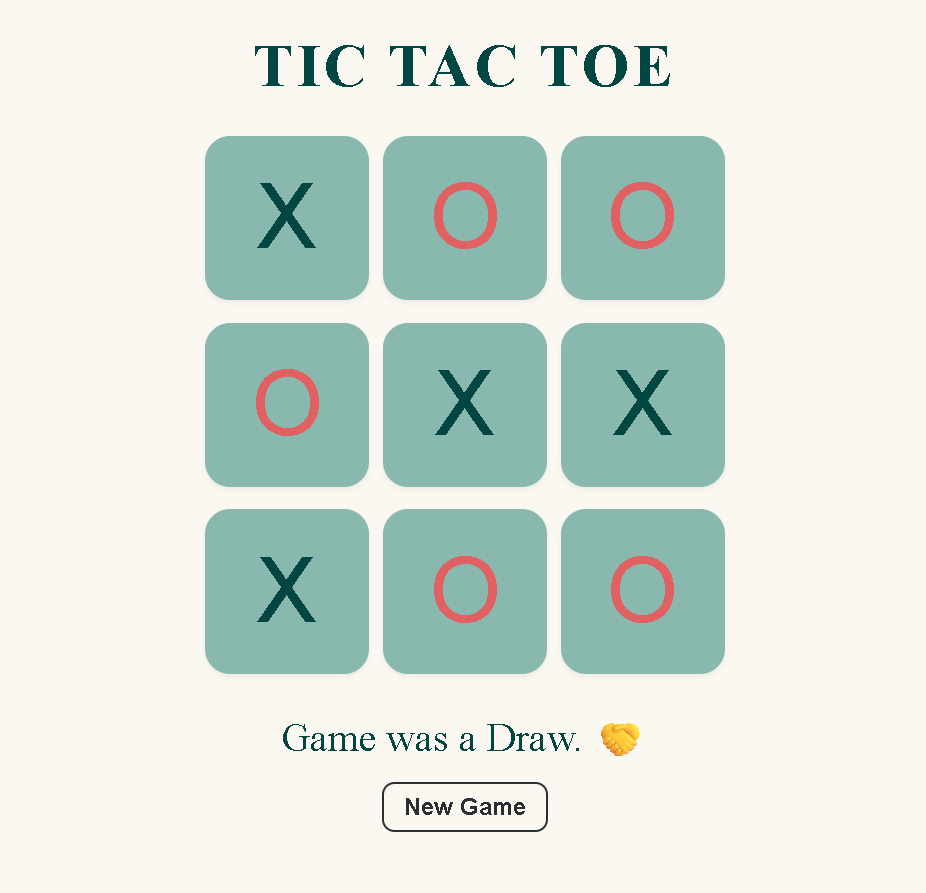 TIC TAC TOE
X O O
O X X
X O O
Game was a Draw. 🤝
New Game